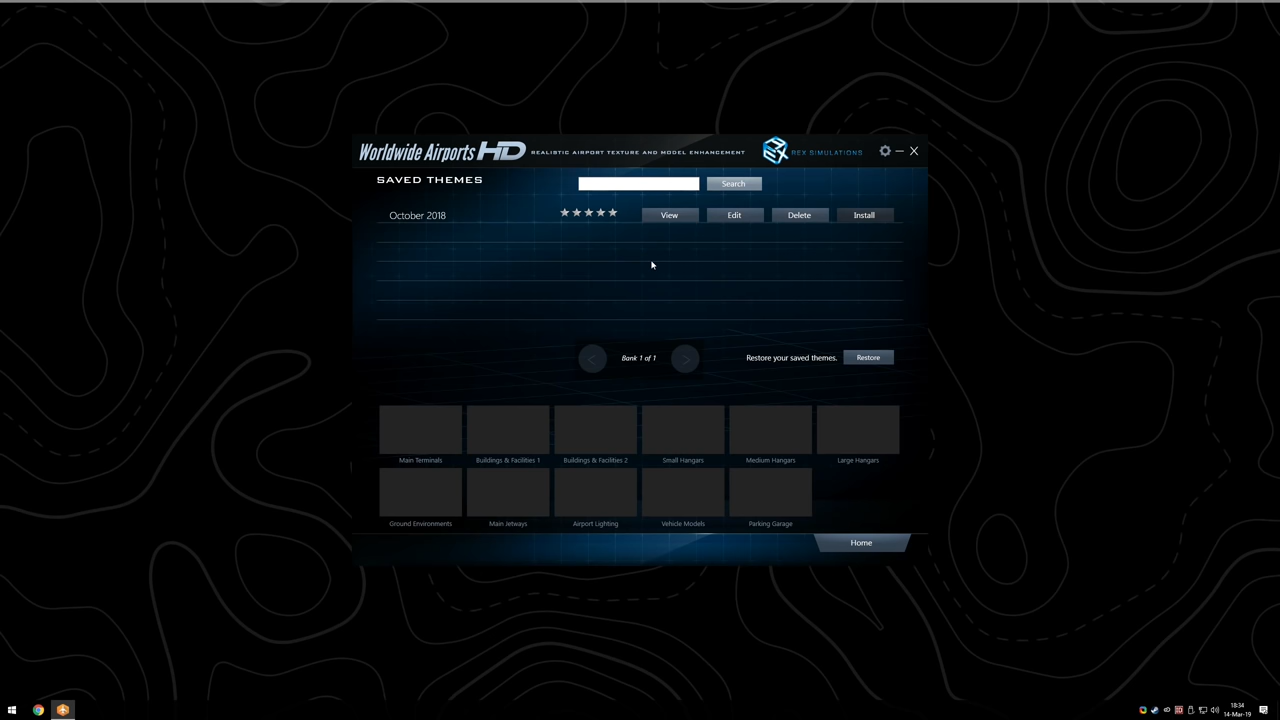 Worldwide Airports HD REALISTIC AIRPORT TEXTURE AND MODEL ENHANCEMENT REX REX SIMULATIONS
SAVED THEMES
Search
October 2018 View Edit Delete Install
< Bank 1 of 1 > Restore your saved themes. Restore
Main Terminals Buildings & Facilities 1 Buildings & Facilities 2 Small Hangars Medium Hangars Large Hangars
Ground Environments Main Jetways Airport Lighting Vehicle Models Parking Garage
Home
18:34
14-Mar-19